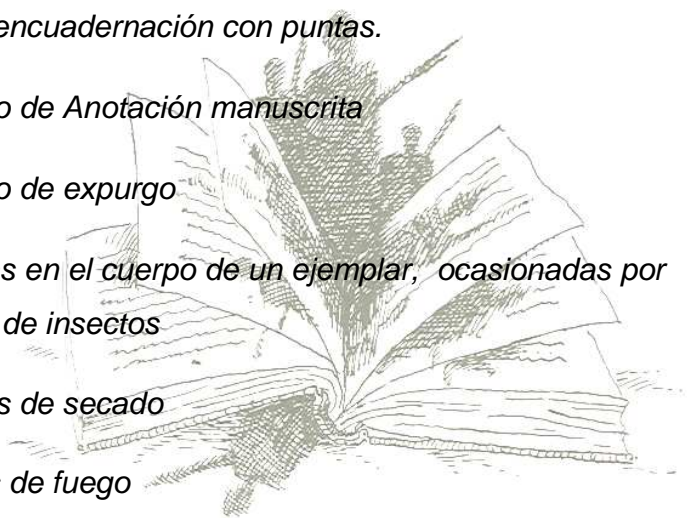 encuadernación con puntas.
o de Anotación manuscrita
o de expurgo
s en el cuerpo de un ejemplar, ocasionadas por
de insectos
s de secado
de fuego